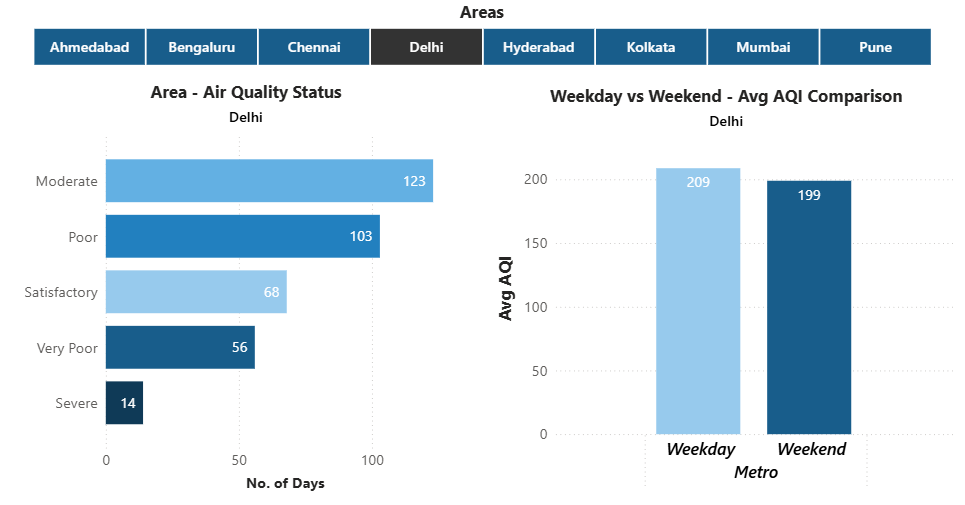 Areas
Ahmedabad Bengaluru Chennai Delhi Hyderabad Kolkata Mumbai Pune
Area - Air Quality Status
Delhi
Moderate 123
Poor 103
Satisfactory 68
Very Poor 56
Severe 14
0 50 100
No. of Days
Weekday vs Weekend - Avg AQI Comparison
Delhi
Avg AQI
200
150
100
50
0
209 199
Weekday Weekend
Metro